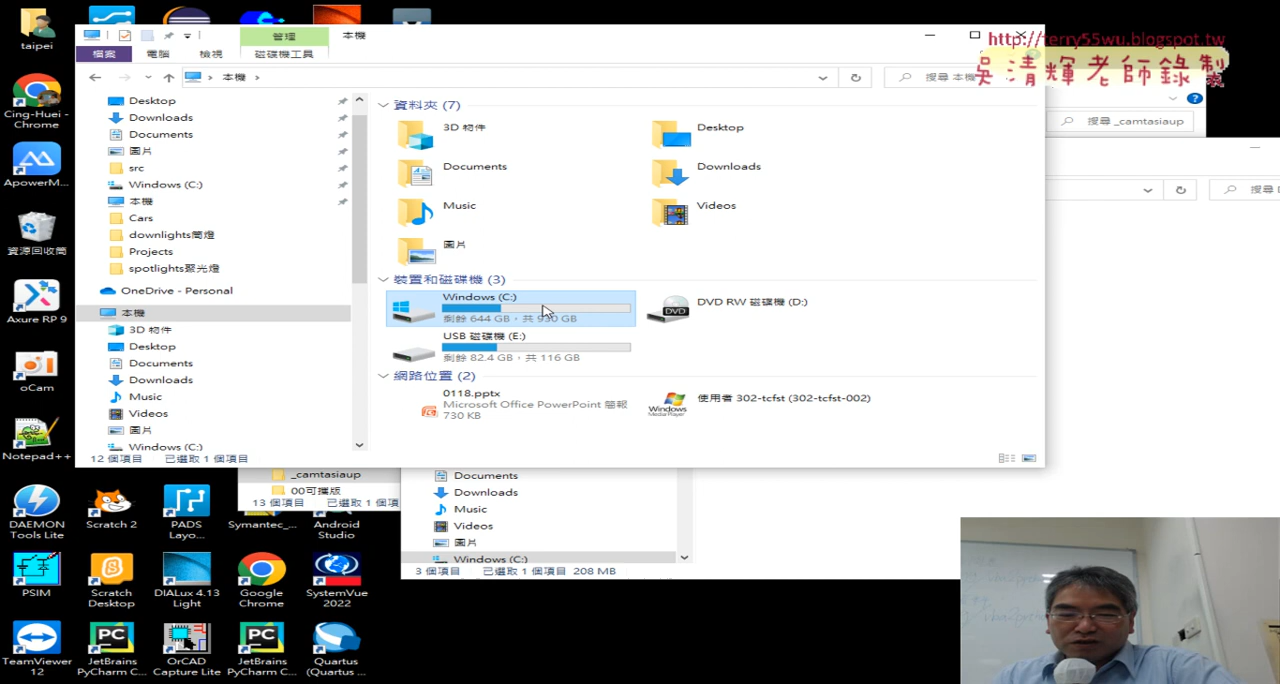 taipei
Cing-Huei -
Chrome
ApowerM...
資源回收筒
Axure RP 9
oCam
Notepad++
DAEMON
Tools Lite
Scratch 2
PADS
Layo...
Symantec_...
Android
Studio
PSIM
Scratch
Desktop
DIALux 4.13
Light
Google
Chrome
SystemVue
2022
TeamViewer
12
JetBrains
PyCharm C...
OrCAD
Capture Lite
JetBrains
PyCharm C...
Quartus
(Quartus ...
管理
本機
檔案
電腦
檢視
磁碟機工具
本機
搜尋 本機
http://terry55wu.blogspot.tw
吳清輝老師錄製
Desktop
Downloads
Documents
圖片
src
Windows (C:)
本機
Cars
downlights筒燈
Projects
spotlights聚光燈
OneDrive - Personal
本機
3D 物件
Desktop
Documents
Downloads
Music
Videos
圖片
Windows (C:)
資料夾 (7)
3D 物件
Desktop
Documents
Downloads
Music
Videos
圖片
裝置和磁碟機 (3)
Windows (C:)
剩餘 644 GB，共 930 GB
DVD RW 磁碟機 (D:)
USB 磁碟機 (E:)
剩餘 82.4 GB，共 116 GB
網路位置 (2)
0118.pptx
Microsoft Office PowerPoint 簡報
730 KB
使用者 302-tcfst (302-tcfst-002)
12 個項目
已選取 1 個項目
搜尋 _camtasiaup
搜尋
_camtasiaup
00可攜版
13 個項目
已選取 1 個項
Documents
Downloads
Music
Videos
圖片
Windows (C:)
3 個項目
已選取 1 個項目 208 MB